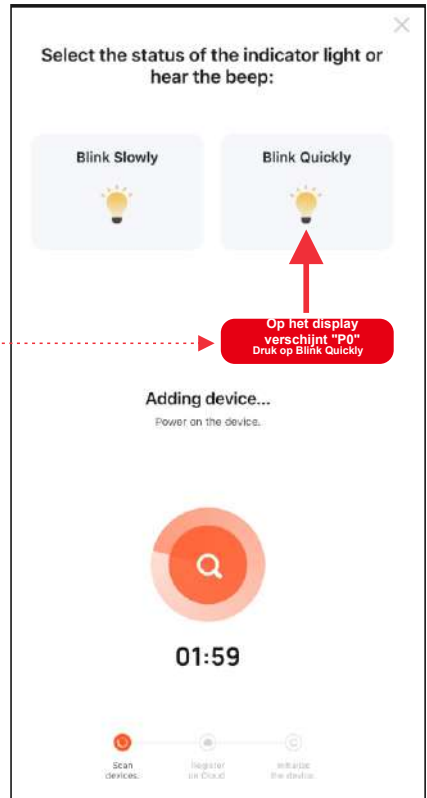 Select the status of the indicator light or
hear the beep:
Blink Slowly
Blink Quickly
Op het display
verschijnt "P0"
Druk op Blink Quickly
Adding device...
Power on the device.
01:59
Scan
devices.
Register
on Cloud
Initialize
the device.